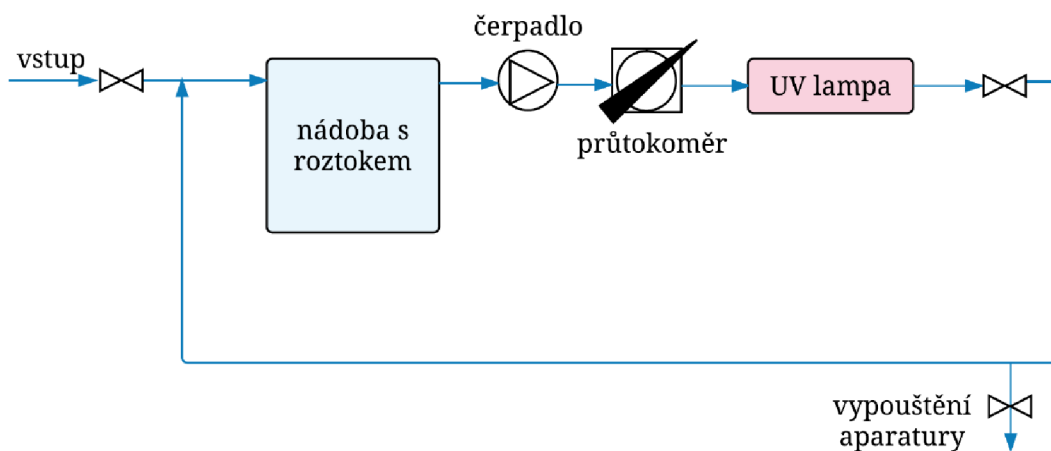 vstup
čerpadlo
nádoba s
roztokem
průtokoměr
UV lampa
vypouštění
aparatury